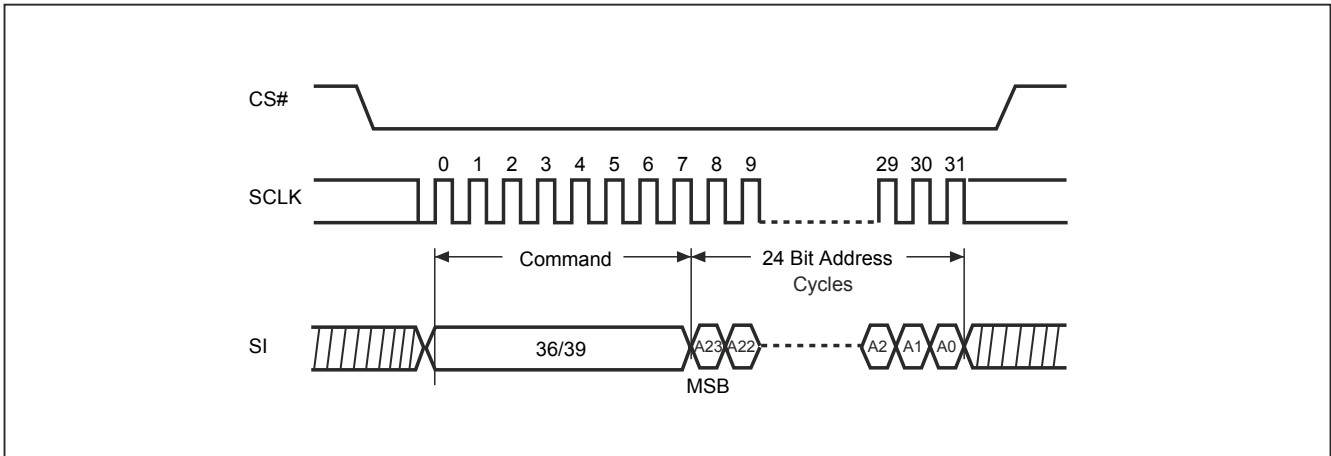 CS#
0 1 2 3 4 5 6 7 8 9 29 30 31
SCLK
Command 24 Bit Address
Cycles
SI 36/39 A23 A22 A2 A1 A0
MSB